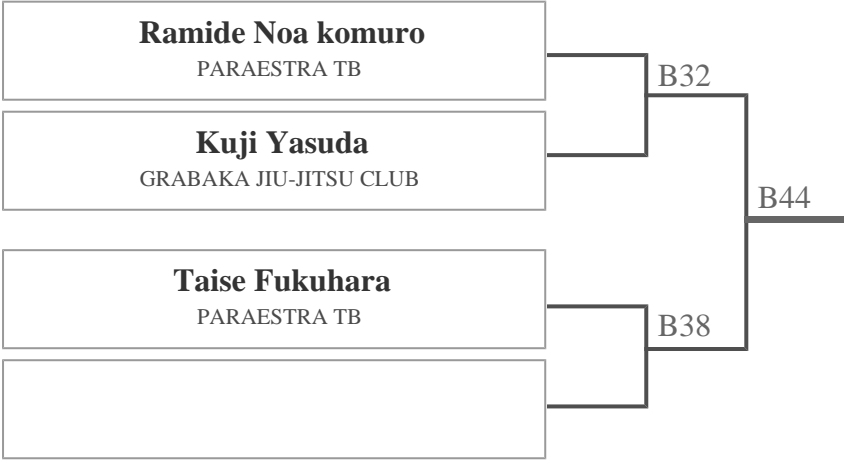 Ramide Noa komuro
PARAESTRA TB
B32
Kuji Yasuda
GRABAKA JIU-JITSU CLUB
B44
Taise Fukuhara
PARAESTRA TB
B38